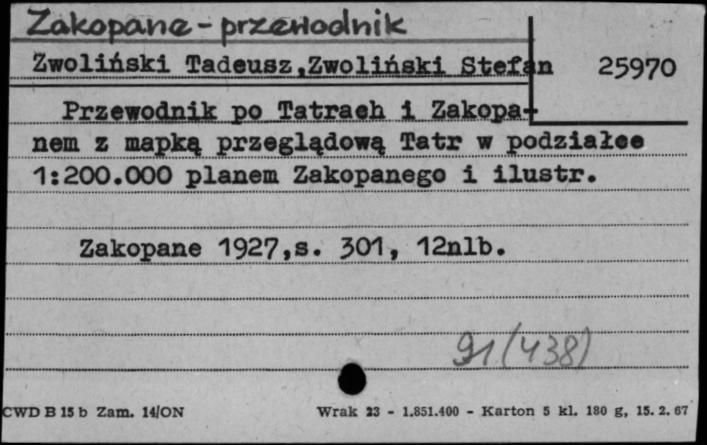 Zakopane - przewodnik
Zwoliński Tadeusz,Zwoliński Stefan 25970
Przewodnik po Tatraeh i Zakopa-
nem z mapką przeglądową Tatr w podziałce
1:200.000 planem Zakopanego i ilustr.
Zakopane 1927,s. 301, 12nlb.
91(438)
CWD B 15 b Zam. 14/ON Wrak 23 - 1.851.400 - Karton 5 kl. 180 g, 15. 2. 67